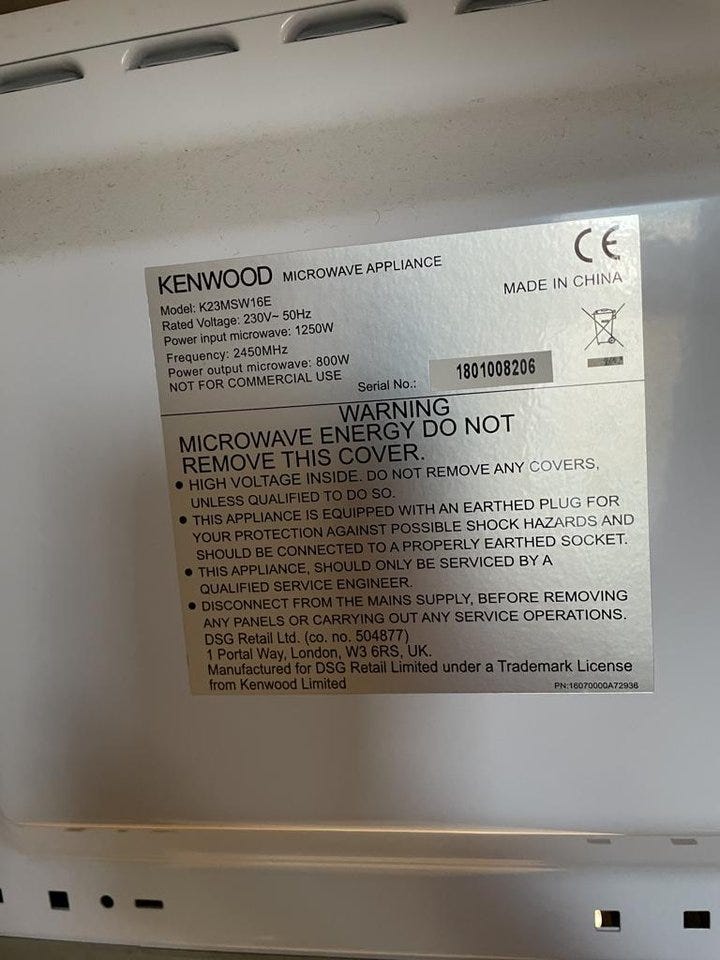 KENWOOD MICROWAVE APPLIANCE
CE
Model: K23MSW16E
MADE IN CHINA
Rated Voltage: 230V~ 50Hz
Power input microwave: 1250W
Frequency: 2450MHz
Power output microwave: 800W
NOT FOR COMMERCIAL USE
Serial No.: 1801008206
WARNING
MICROWAVE ENERGY DO NOT
REMOVE THIS COVER.
● HIGH VOLTAGE INSIDE. DO NOT REMOVE ANY COVERS,
UNLESS QUALIFIED TO DO SO.
● THIS APPLIANCE IS EQUIPPED WITH AN EARTHED PLUG FOR
YOUR PROTECTION AGAINST POSSIBLE SHOCK HAZARDS AND
SHOULD BE CONNECTED TO A PROPERLY EARTHED SOCKET.
● THIS APPLIANCE, SHOULD ONLY BE SERVICED BY A
QUALIFIED SERVICE ENGINEER.
● DISCONNECT FROM THE MAINS SUPPLY, BEFORE REMOVING
ANY PANELS OR CARRYING OUT ANY SERVICE OPERATIONS.
DSG Retail Ltd. (co. no. 504877)
1 Portal Way, London, W3 6RS, UK.
Manufactured for DSG Retail Limited under a Trademark License
from Kenwood Limited
PN:16070000A72936